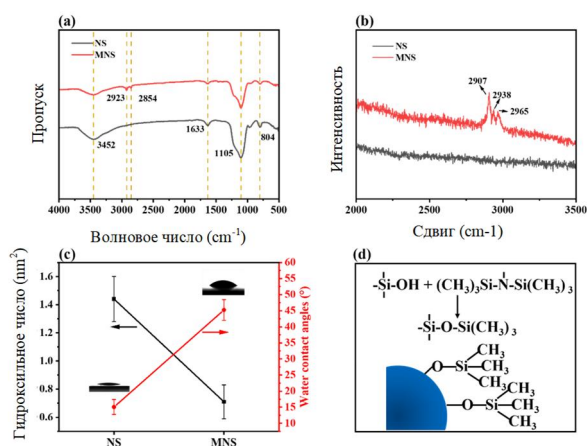 (a)
NS
MNS
2923
2854
3452
1633
1105
804
Пропуск
4000 3500 3000 2500 2000 1500 1000 500
Волновое число (cm⁻¹)
(b)
NS
MNS
2907
2938
2965
Интенсивность
2000 2500 3000 3500
Сдвиг (cm-1)
(c)
Гидроксильное число (nm²)
1.6
1.4
1.2
1.0
0.8
0.6
60
55
50
45
40
35
30
25
20
15
Water contact angles (°)
NS MNS
(d)
-Si-OH + (CH₃)₃Si-N-Si(CH₃)₃
-Si-O-Si(CH₃)₃
CH₃
O-Si-CH₃
CH₃
CH₃
O-Si-CH₃
CH₃